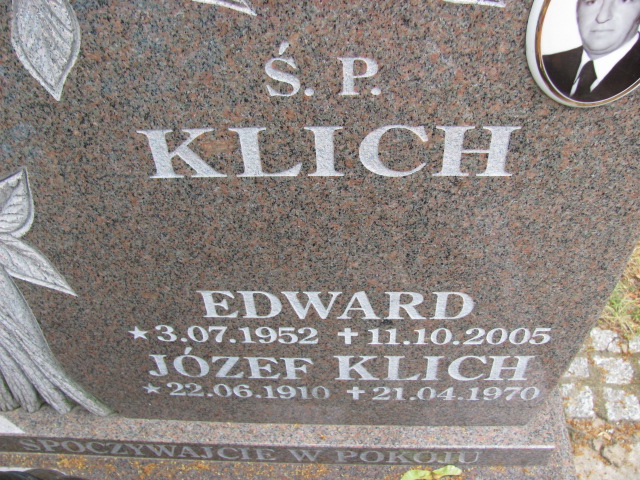 Ś. P.
KLICH
EDWARD
★3.07.1952 ✝11.10.2005
JÓZEF KLICH
★22.06.1910 ✝21.04.1970
SPOCZYWAJCIE W POKOJU